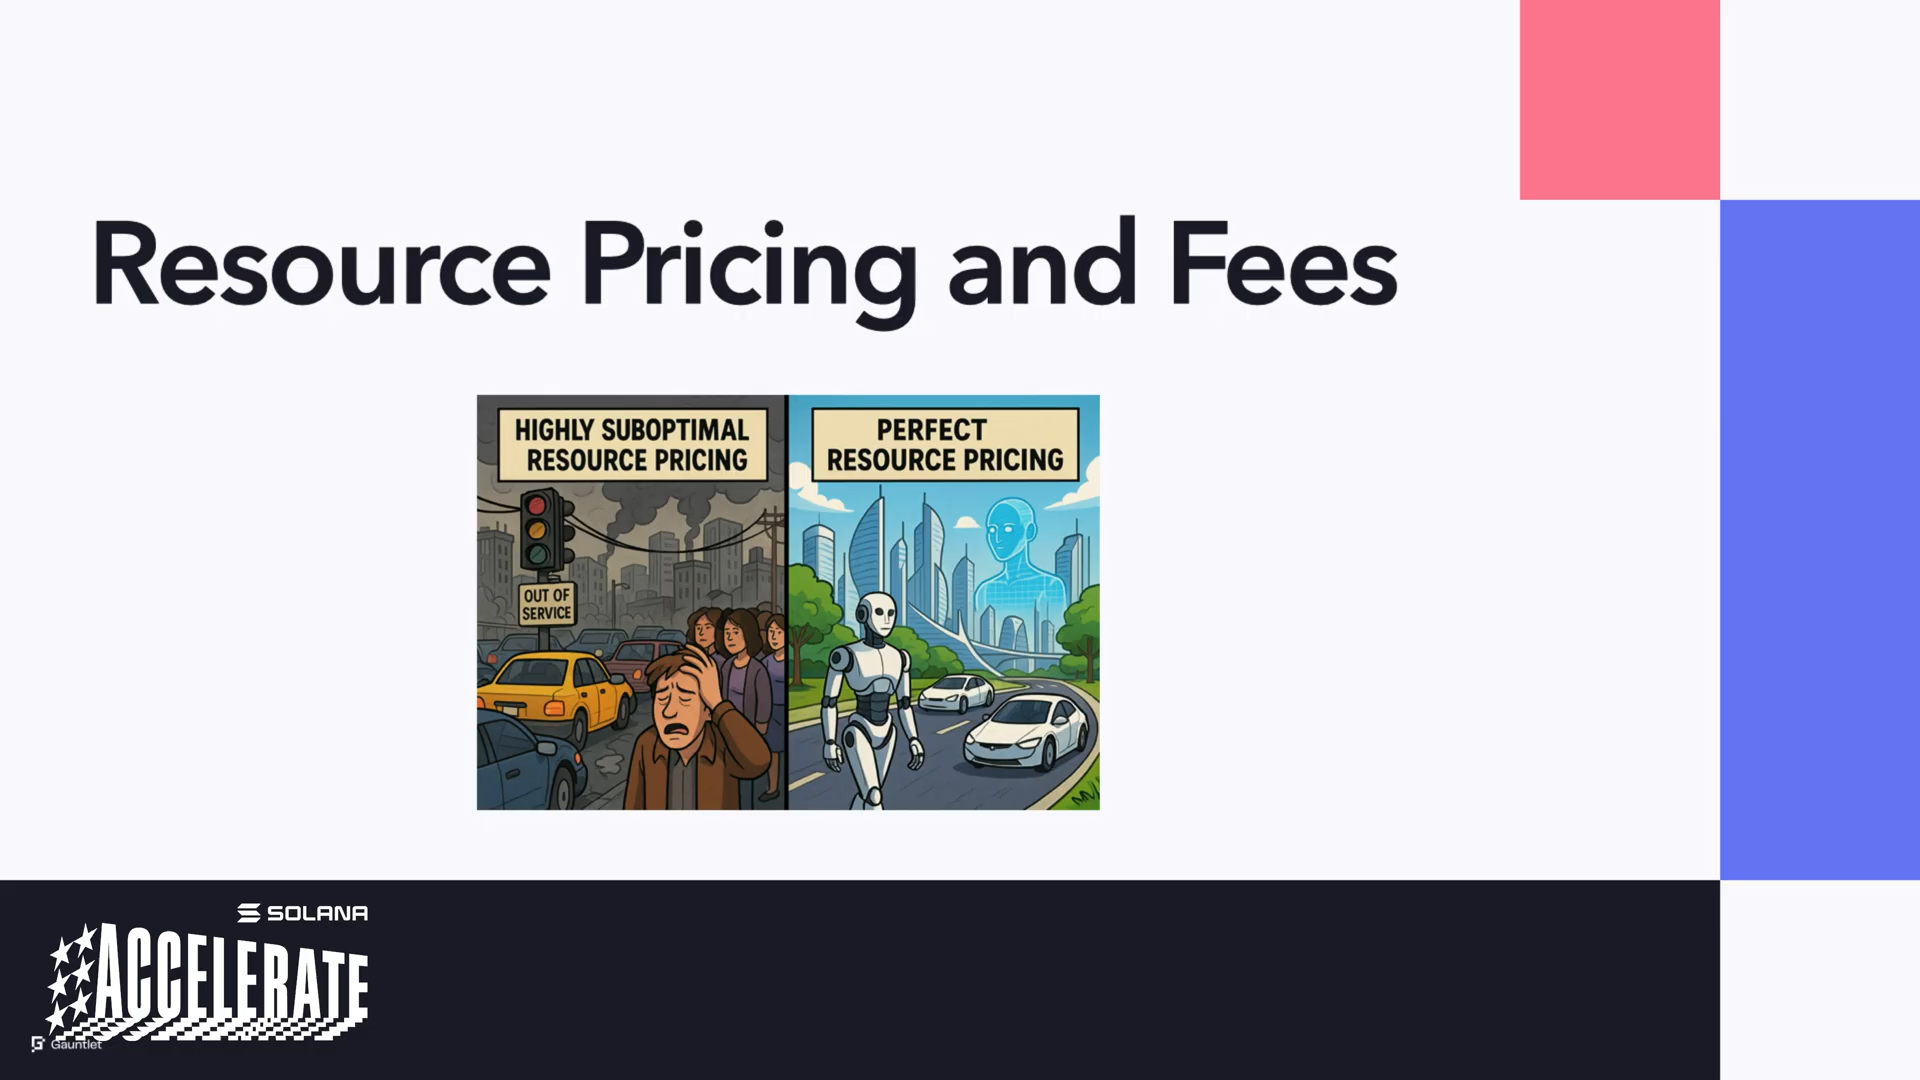 Resource Pricing and Fees
HIGHLY SUBOPTIMAL
RESOURCE PRICING
PERFECT
RESOURCE PRICING
OUT OF
SERVICE
SOLANA
ACCELERATE
Gauntlet